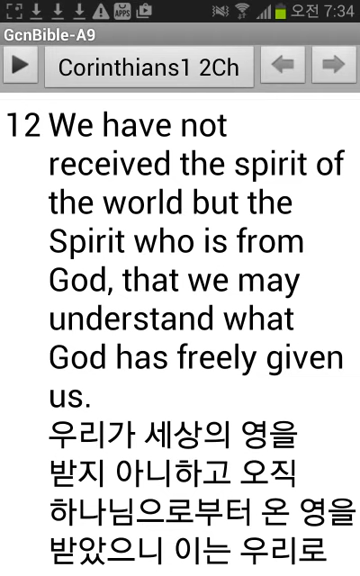 오전 7:34
GcnBible-A9
Corinthians1 2Ch
12 We have not
received the spirit of
the world but the
Spirit who is from
God, that we may
understand what
God has freely given
us.
우리가 세상의 영을
받지 아니하고 오직
하나님으로부터 온 영을
받았으니 이는 우리로